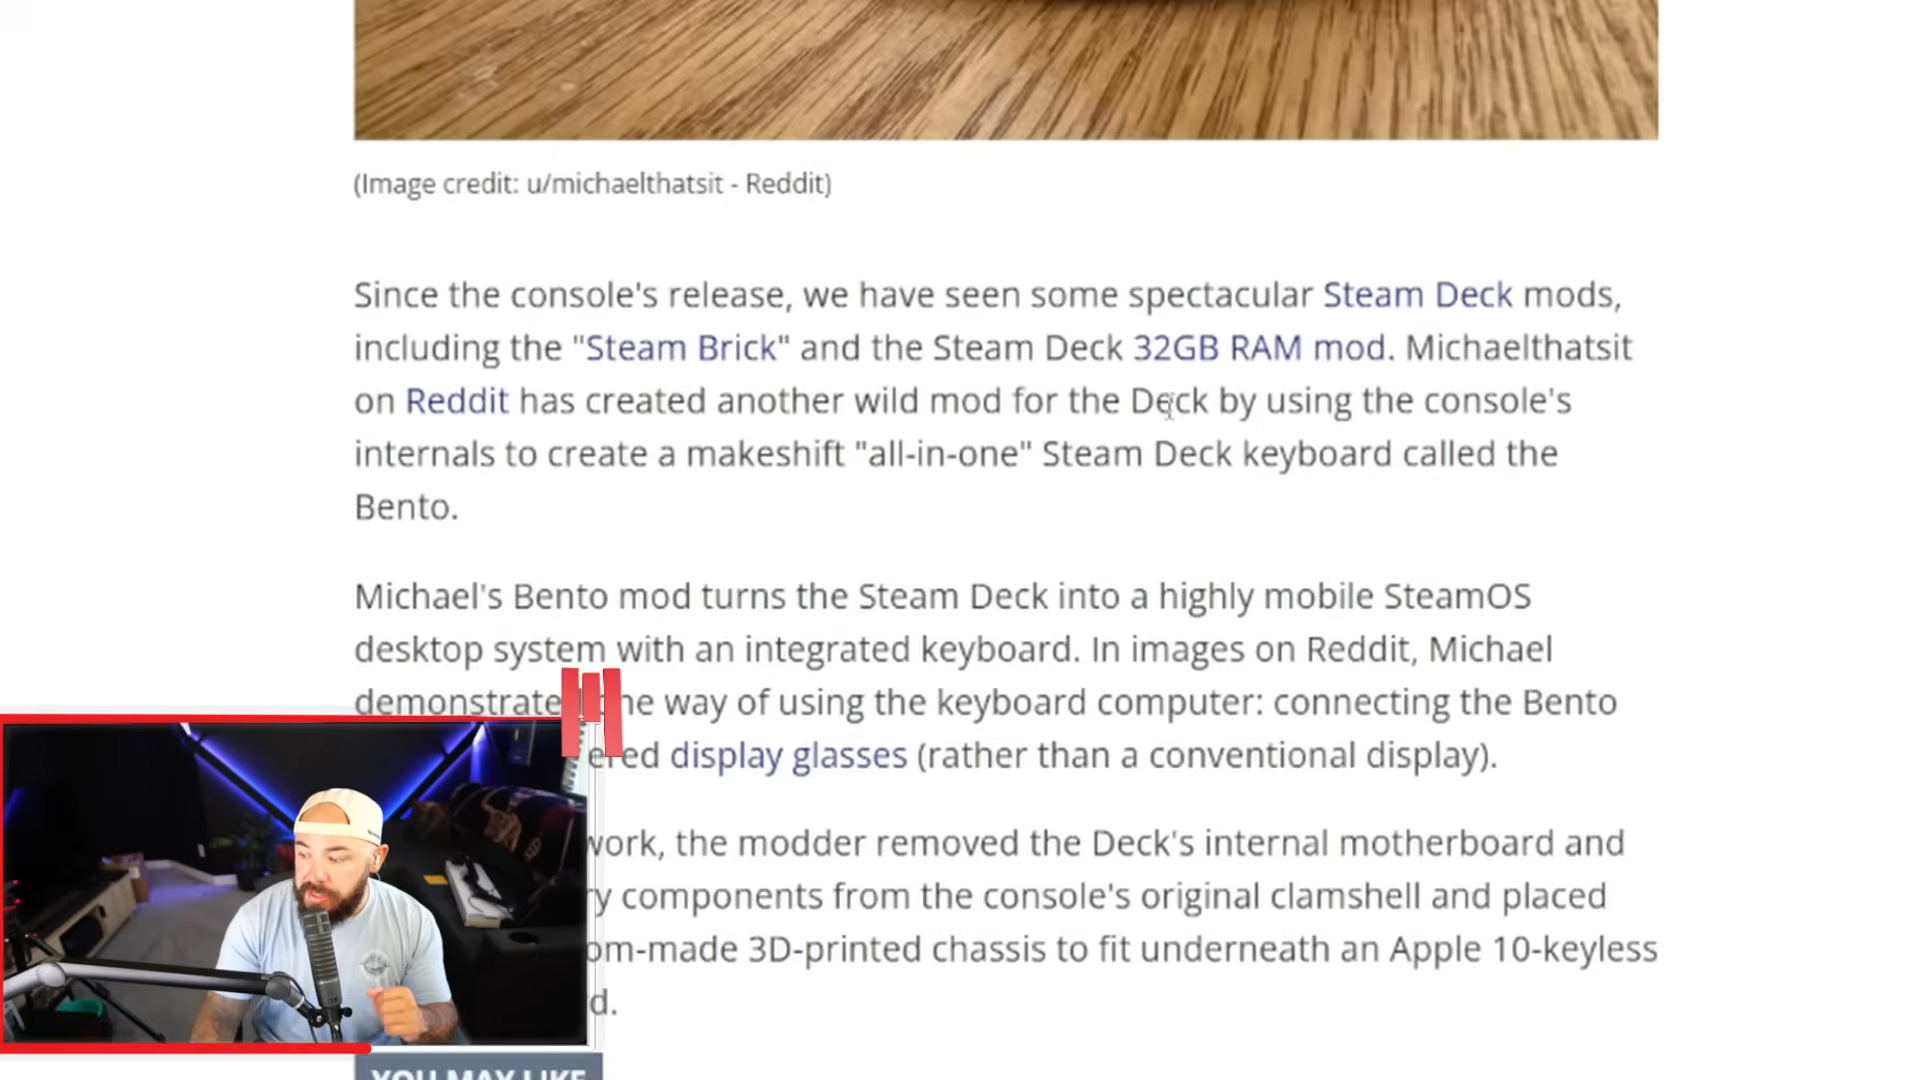 (Image credit: u/michaelthatsit - Reddit)
Since the console's release, we have seen some spectacular Steam Deck mods,
including the "Steam Brick" and the Steam Deck 32GB RAM mod. Michaelthatsit
on Reddit has created another wild mod for the Deck by using the console's
internals to create a makeshift "all-in-one" Steam Deck keyboard called the
Bento.
Michael's Bento mod turns the Steam Deck into a highly mobile SteamOS
desktop system with an integrated keyboard. In images on Reddit, Michael
demonstrated one way of using the keyboard computer: connecting the Bento
ered display glasses (rather than a conventional display).
work, the modder removed the Deck's internal motherboard and
y components from the console's original clamshell and placed
om-made 3D-printed chassis to fit underneath an Apple 10-keyless
d.
YOU MAY LIKE